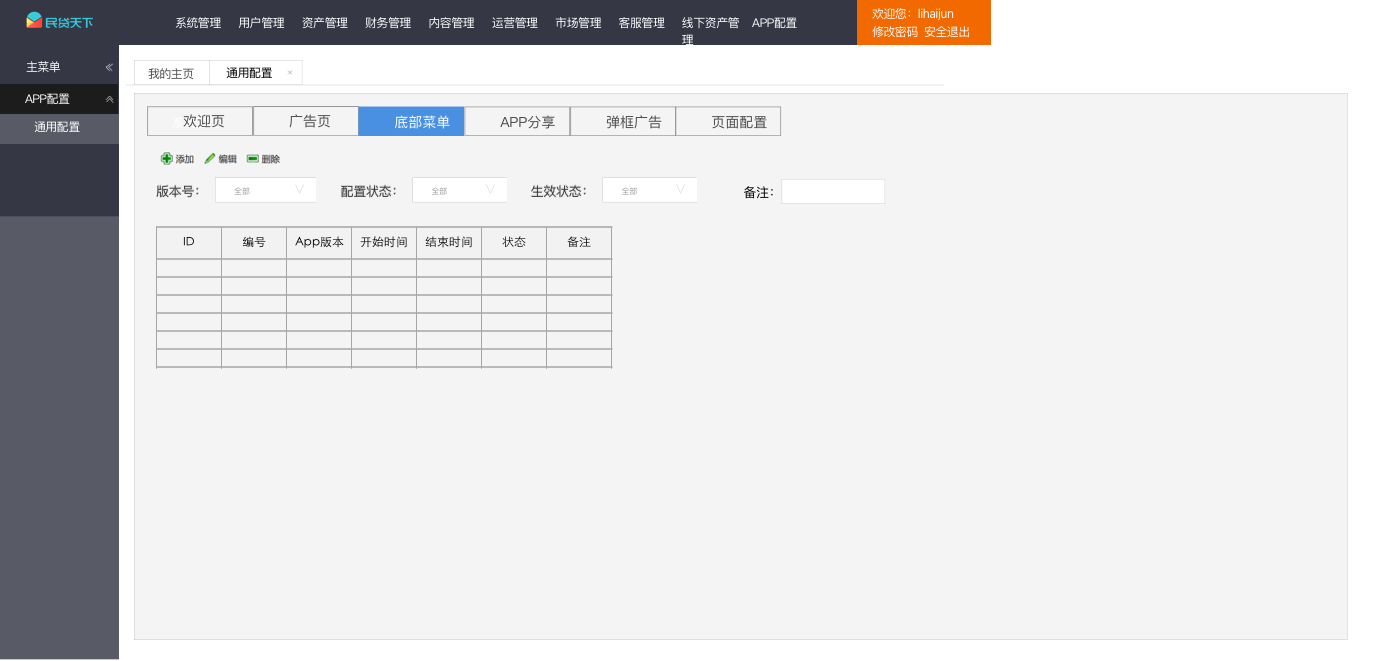 民贷天下
系统管理 用户管理 资产管理 财务管理 内容管理 运营管理 市场管理 客服管理 线下资产管理 APP配置
欢迎您：lihaijun
修改密码 安全退出
主菜单
我的主页 通用配置 ×
APP配置
通用配置
欢迎页 广告页 底部菜单 APP分享 弹框广告 页面配置
添加 编辑 删除
版本号： 全部 配置状态： 全部 生效状态： 全部 备注：
ID 编号 App版本 开始时间 结束时间 状态 备注